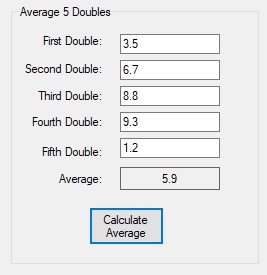 Average 5 Doubles
First Double: 3.5
Second Double: 6.7
Third Double: 8.8
Fourth Double: 9.3
Fifth Double: 1.2
Average: 5.9
Calculate
Average